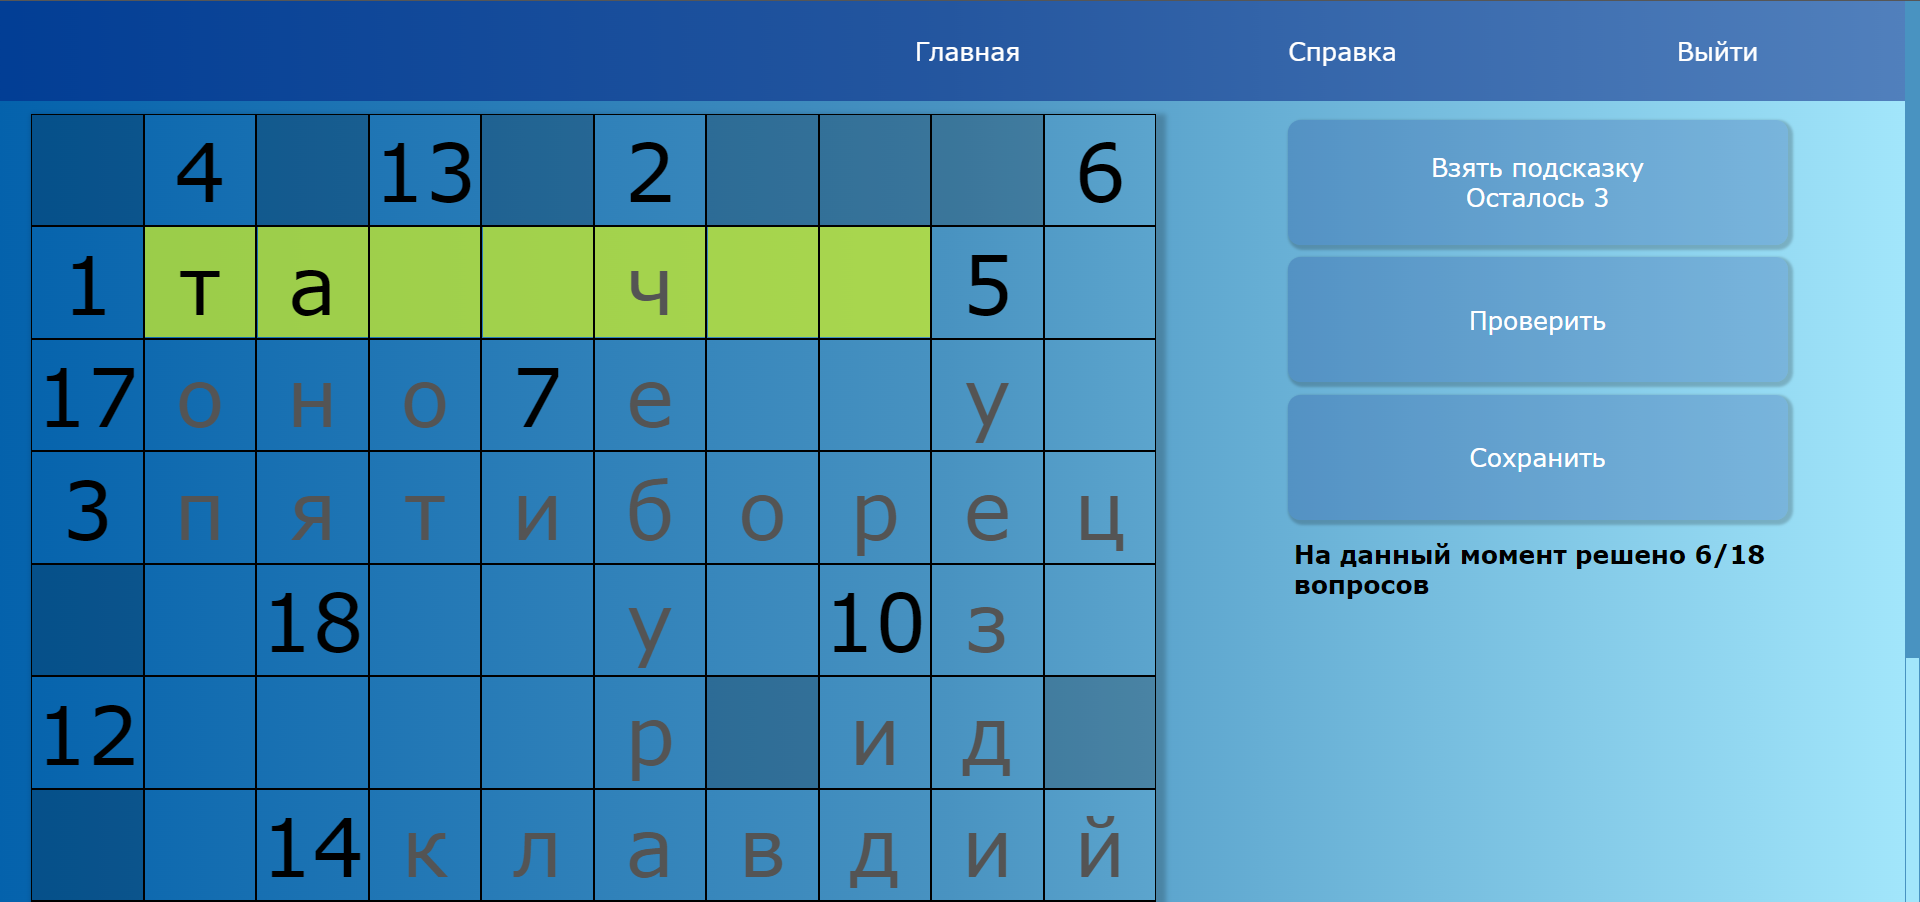 Главная Справка Выйти
4 13 2 6
1 т а ч 5
17 о н о 7 е у
3 п я т и б о р е ц
18 у 10 з
12 р и д
14 к л а в д и й
Взять подсказку
Осталось 3
Проверить
Сохранить
На данный момент решено 6/18
вопросов